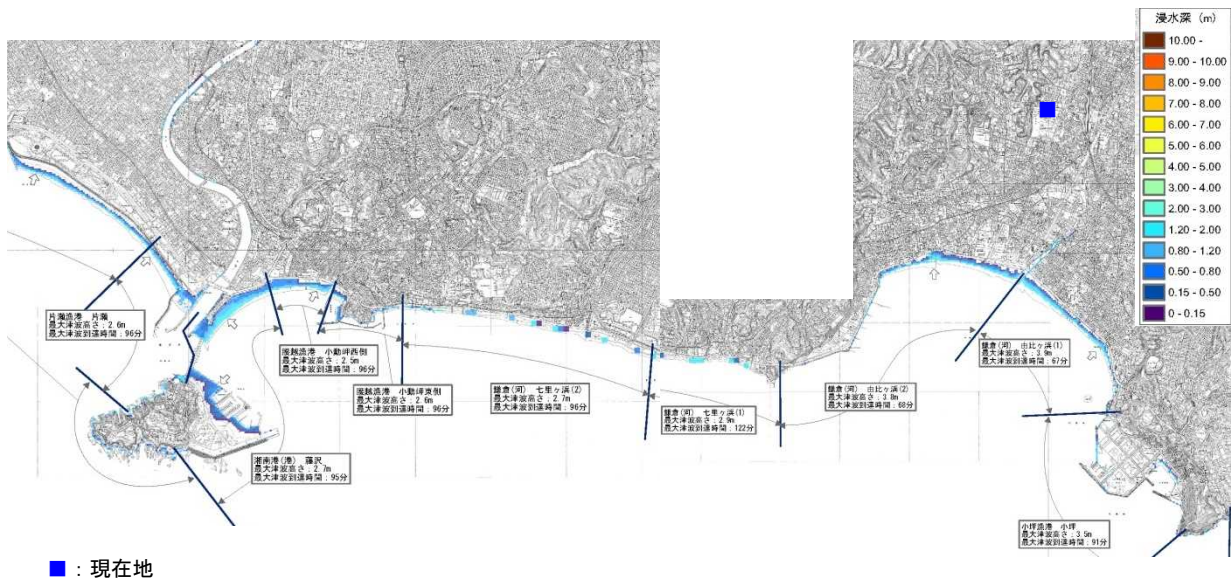 浸水深 (m)
10.00 -
9.00 - 10.00
8.00 - 9.00
7.00 - 8.00
6.00 - 7.00
5.00 - 6.00
4.00 - 5.00
3.00 - 4.00
2.00 - 3.00
1.20 - 2.00
0.80 - 1.20
0.50 - 0.80
0.15 - 0.50
0 - 0.15
片瀬漁港 片瀬
最大津波高さ：2.6m
最大津波到達時間：96分
腰越漁港 小動岬西側
最大津波高さ：2.5m
最大津波到達時間：96分
腰越漁港 小動岬東側
最大津波高さ：2.6m
最大津波到達時間：96分
湘南港(港) 藤沢
最大津波高さ：2.7m
最大津波到達時間：95分
鎌倉(河) 七里ヶ浜(2)
最大津波高さ：2.7m
最大津波到達時間：96分
鎌倉(河) 七里ヶ浜(1)
最大津波高さ：2.9m
最大津波到達時間：122分
鎌倉(河) 由比ヶ浜(2)
最大津波高さ：3.8m
最大津波到達時間：68分
鎌倉(河) 由比ヶ浜(1)
最大津波高さ：3.9m
最大津波到達時間：67分
小坪漁港 小坪
最大津波高さ：3.5m
最大津波到達時間：91分
■：現在地